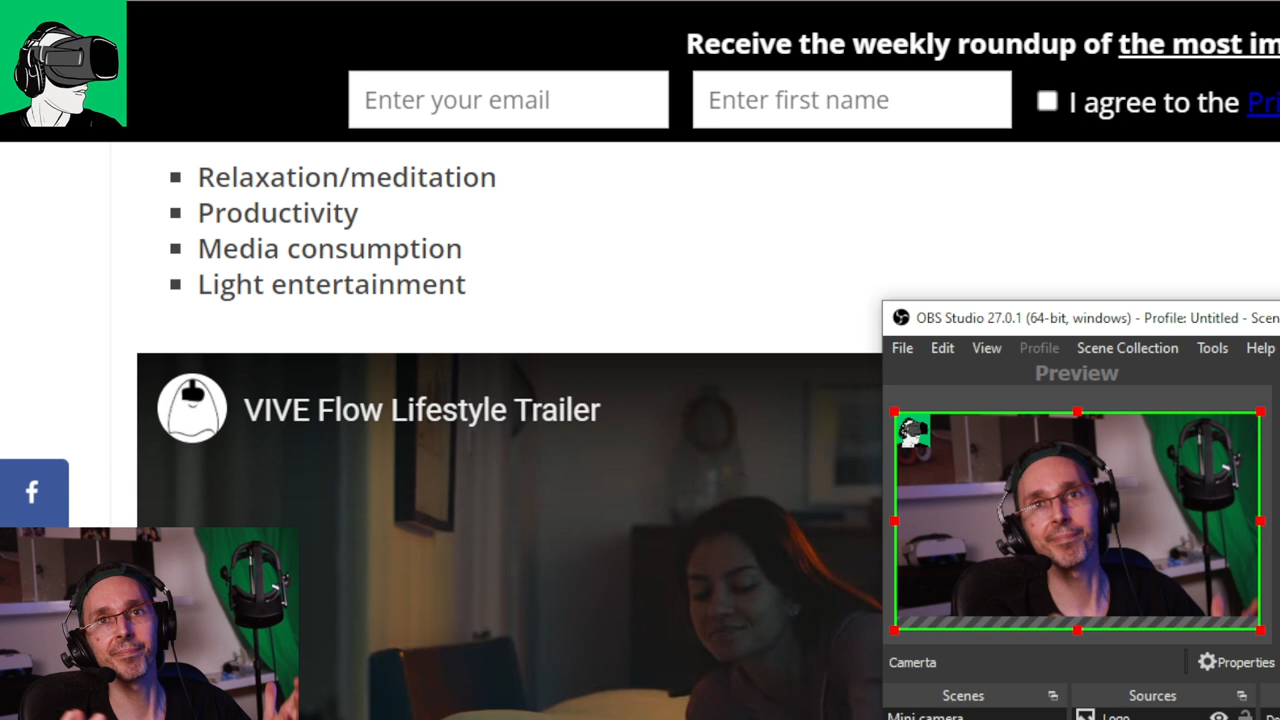 Receive the weekly roundup of the most im
Enter your email
Enter first name
I agree to the Pri
Relaxation/meditation
Productivity
Media consumption
Light entertainment
OBS Studio 27.0.1 (64-bit, windows) - Profile: Untitled - Scen
File Edit View Profile Scene Collection Tools Help
Preview
VIVE Flow Lifestyle Trailer
f
Camerta
Properties
Scenes
Sources
Mini camera
Logo